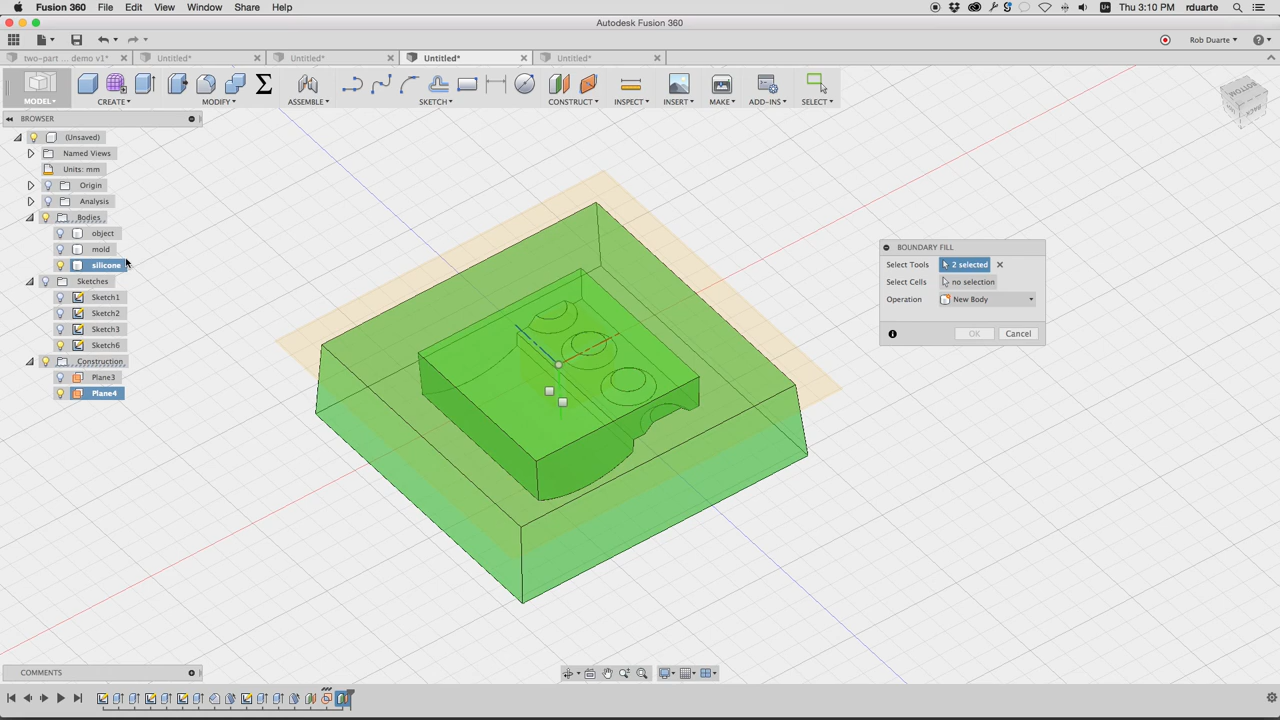 Fusion 360 File Edit View Window Share Help Thu 3:10 PM rduarte
Autodesk Fusion 360
Rob Duarte
two-part ... demo v1* Untitled* Untitled* Untitled* Untitled*
MODEL CREATE MODIFY ASSEMBLE SKETCH CONSTRUCT INSPECT INSERT MAKE ADD-INS SELECT
BROWSER
(Unsaved)
Named Views
Units: mm
Origin
Analysis
Bodies
object
mold
silicone
Sketches
Sketch1
Sketch2
Sketch3
Sketch6
Construction
Plane3
Plane4
BOTTOM
BACK
BOUNDARY FILL
Select Tools 2 selected
Select Cells no selection
Operation New Body
OK Cancel
COMMENTS